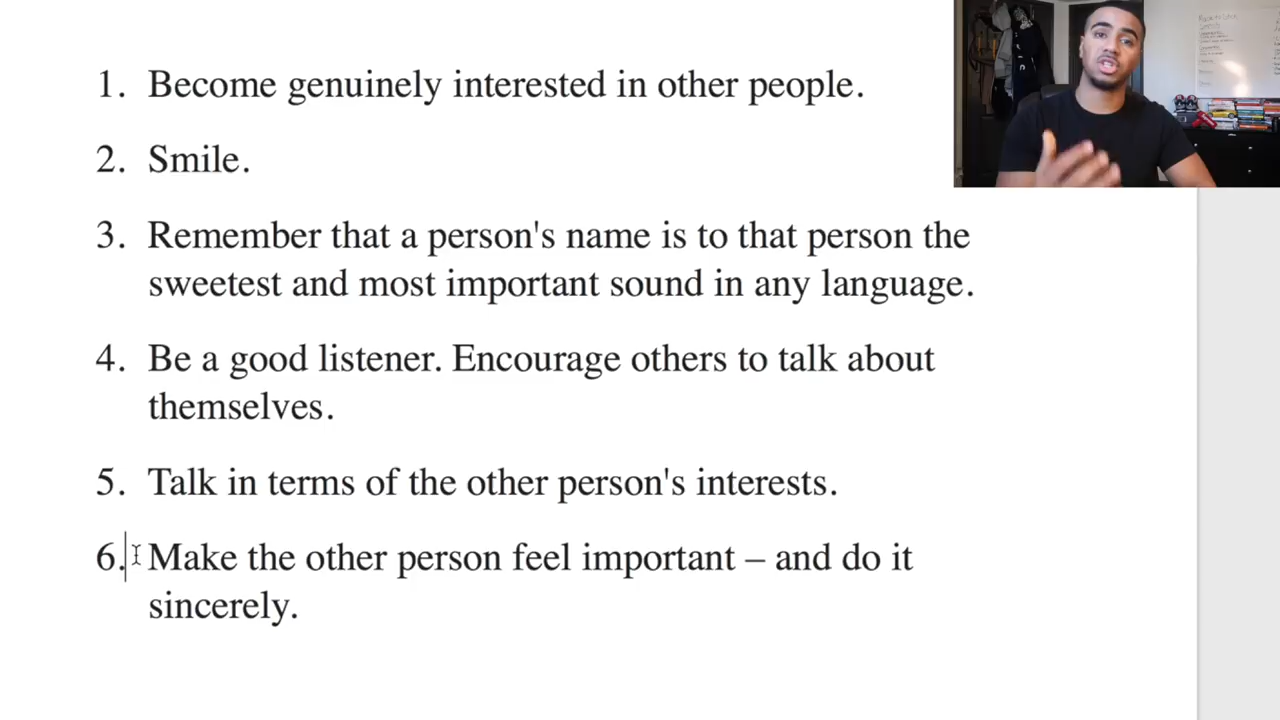 1. Become genuinely interested in other people.
2. Smile.
3. Remember that a person's name is to that person the
sweetest and most important sound in any language.
4. Be a good listener. Encourage others to talk about
themselves.
5. Talk in terms of the other person's interests.
6. Make the other person feel important – and do it
sincerely.